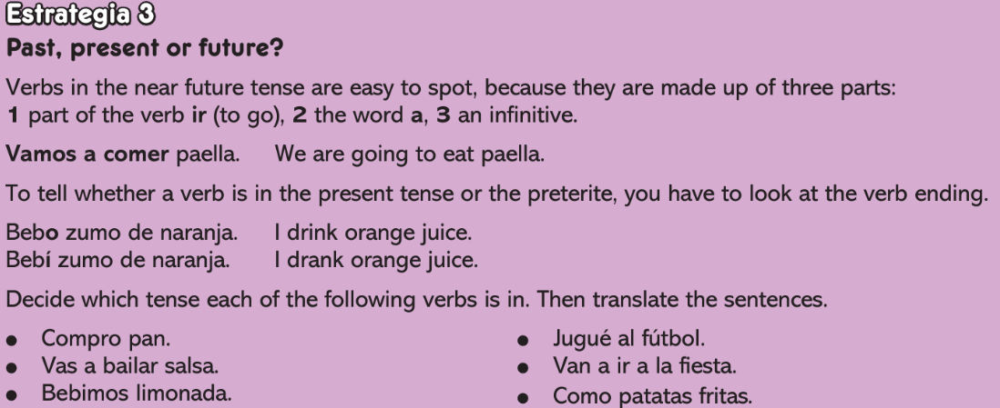 Estrategia 3
Past, present or future?
Verbs in the near future tense are easy to spot, because they are made up of three parts:
1 part of the verb ir (to go), 2 the word a, 3 an infinitive.
Vamos a comer paella. We are going to eat paella.
To tell whether a verb is in the present tense or the preterite, you have to look at the verb ending.
Bebo zumo de naranja. I drink orange juice.
Bebí zumo de naranja. I drank orange juice.
Decide which tense each of the following verbs is in. Then translate the sentences.
• Compro pan.
• Vas a bailar salsa.
• Bebimos limonada.
• Jugué al fútbol.
• Van a ir a la fiesta.
• Como patatas fritas.